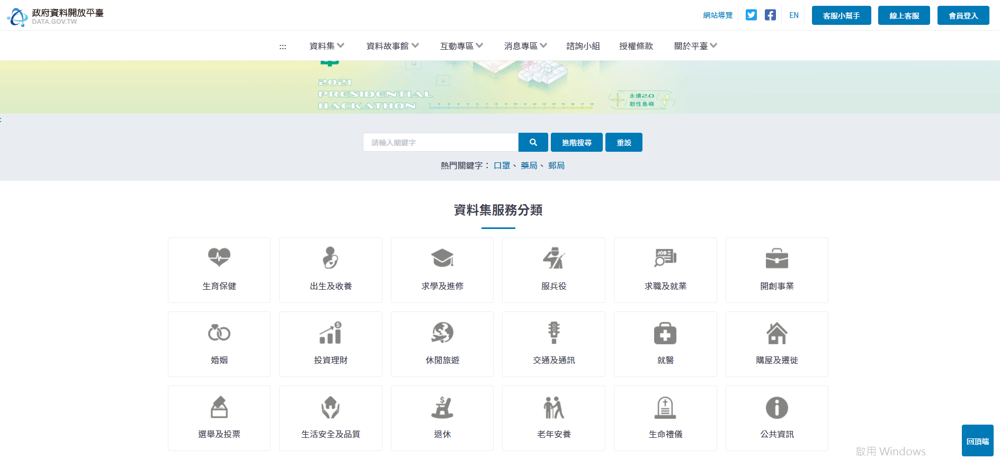 政府資料開放平臺
DATA.GOV.TW
網站導覽
EN
客服小幫手
線上客服
會員登入
:::
資料集
資料故事館
互動專區
消息專區
諮詢小組
授權條款
關於平臺
2021
PRESIDENTIAL
HACKATHON
永續2.0
韌性島嶼
請輸入關鍵字
進階搜尋
重設
熱門關鍵字： 口罩、 藥局、 郵局
資料集服務分類
生育保健
出生及收養
求學及進修
服兵役
JOB
求職及就業
開創事業
婚姻
$
投資理財
休閒旅遊
交通及通訊
就醫
購屋及遷徙
選舉及投票
生活安全及品質
$
退休
老年安養
生命禮儀
公共資訊
回頂端
啟用 Windows